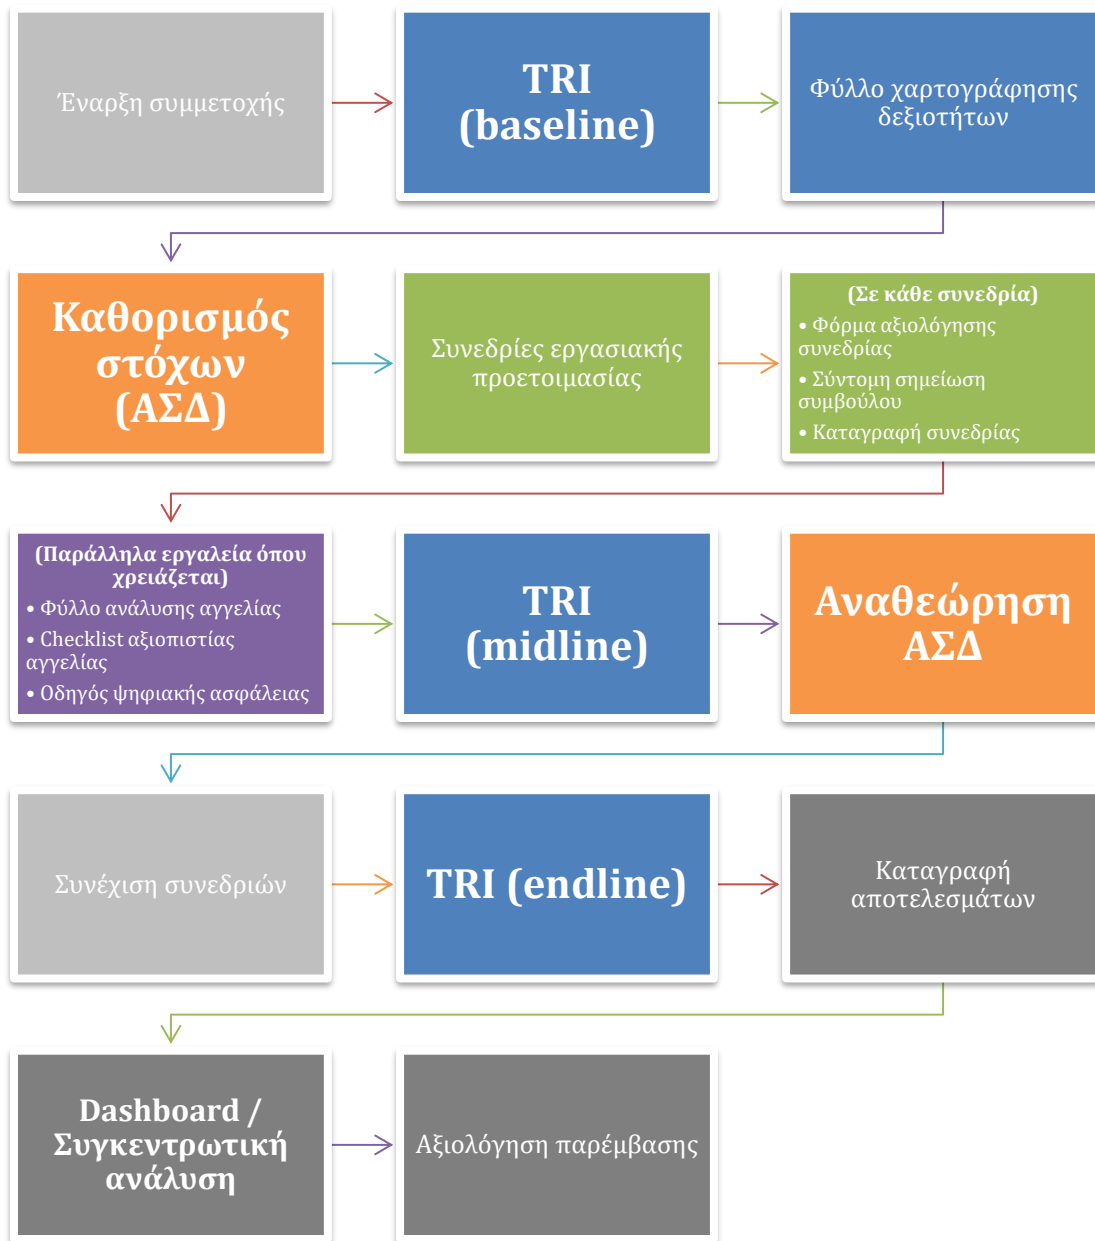 Έναρξη συμμετοχής
TRI
(baseline)
Φύλλο χαρτογράφησης
δεξιοτήτων
Καθορισμός
στόχων
(ΑΣΔ)
Συνεδρίες εργασιακής
προετοιμασίας
(Σε κάθε συνεδρία)
• Φόρμα αξιολόγησης
συνεδρίας
• Σύντομη σημείωση
συμβούλου
• Καταγραφή συνεδρίας
(Παράλληλα εργαλεία όπου
χρειάζεται)
• Φύλλο ανάλυσης αγγελίας
• Checklist αξιοπιστίας
αγγελίας
• Οδηγός ψηφιακής ασφάλειας
TRI
(midline)
Αναθεώρηση
ΑΣΔ
Συνέχιση συνεδριών
TRI (endline)
Καταγραφή
αποτελεσμάτων
Dashboard /
Συγκεντρωτική
ανάλυση
Αξιολόγηση παρέμβασης